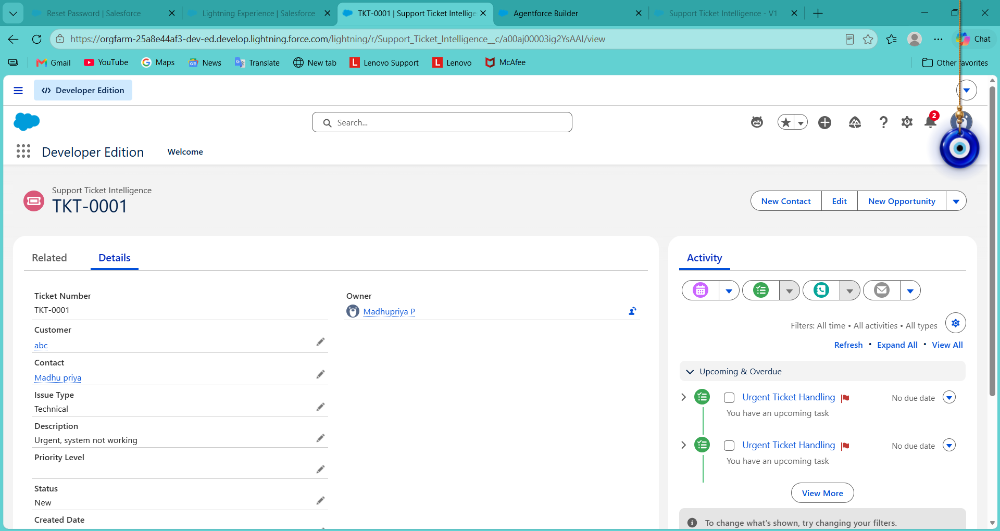 Reset Password | Salesforce
Lightning Experience | Salesforce
TKT-0001 | Support Ticket Intellige
Agentforce Builder
Support Ticket Intelligence - V1
https://orgfarm-25a8e44af3-dev-ed.develop.lightning.force.com/lightning/r/Support_Ticket_Intelligence__c/a00aj00003ig2YsAAI/view
Chat
Gmail
YouTube
Maps
News
Translate
New tab
Lenovo Support
Lenovo
McAfee
Other favorites
Developer Edition
Search...
2
Developer Edition
Welcome
Support Ticket Intelligence
TKT-0001
New Contact
Edit
New Opportunity
Related
Details
Ticket Number
TKT-0001
Customer
abc
Contact
Madhu priya
Issue Type
Technical
Description
Urgent, system not working
Priority Level
Status
New
Created Date
Owner
Madhupriya P
Activity
Filters: All time • All activities • All types
Refresh • Expand All • View All
Upcoming & Overdue
Urgent Ticket Handling
No due date
You have an upcoming task
Urgent Ticket Handling
No due date
You have an upcoming task
View More
To change what's shown, try changing your filters.